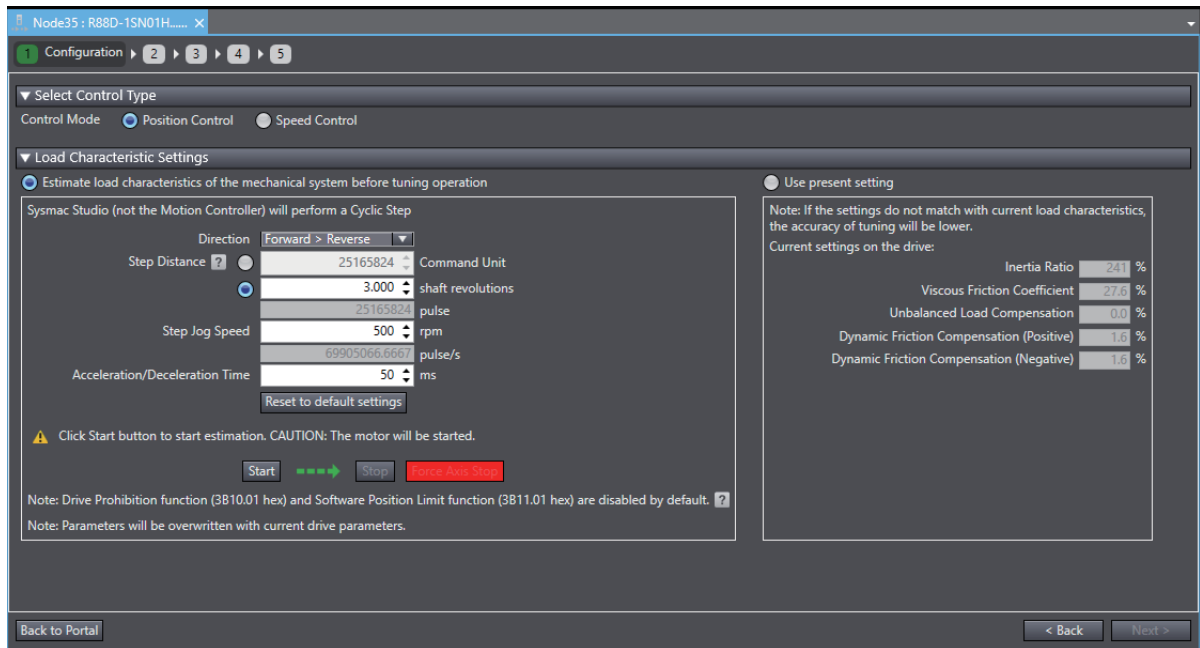 Node35 : R88D-1SN01H...... ×
1 Configuration 2 3 4 5
Select Control Type
Control Mode Position Control Speed Control
Load Characteristic Settings
Estimate load characteristics of the mechanical system before tuning operation
Sysmac Studio (not the Motion Controller) will perform a Cyclic Step
Direction Forward > Reverse
Step Distance ? 25165824 Command Unit
3.000 shaft revolutions
25165824 pulse
Step Jog Speed 500 rpm
69905066.6667 pulse/s
Acceleration/Deceleration Time 50 ms
Reset to default settings
Click Start button to start estimation. CAUTION: The motor will be started.
Start Stop Force Axis Stop
Note: Drive Prohibition function (3B10.01 hex) and Software Position Limit function (3B11.01 hex) are disabled by default. ?
Note: Parameters will be overwritten with current drive parameters.
Use present setting
Note: If the settings do not match with current load characteristics,
the accuracy of tuning will be lower.
Current settings on the drive:
Inertia Ratio 241 %
Viscous Friction Coefficient 27.6 %
Unbalanced Load Compensation 0.0 %
Dynamic Friction Compensation (Positive) 1.6 %
Dynamic Friction Compensation (Negative) 1.6 %
Back to Portal < Back Next >